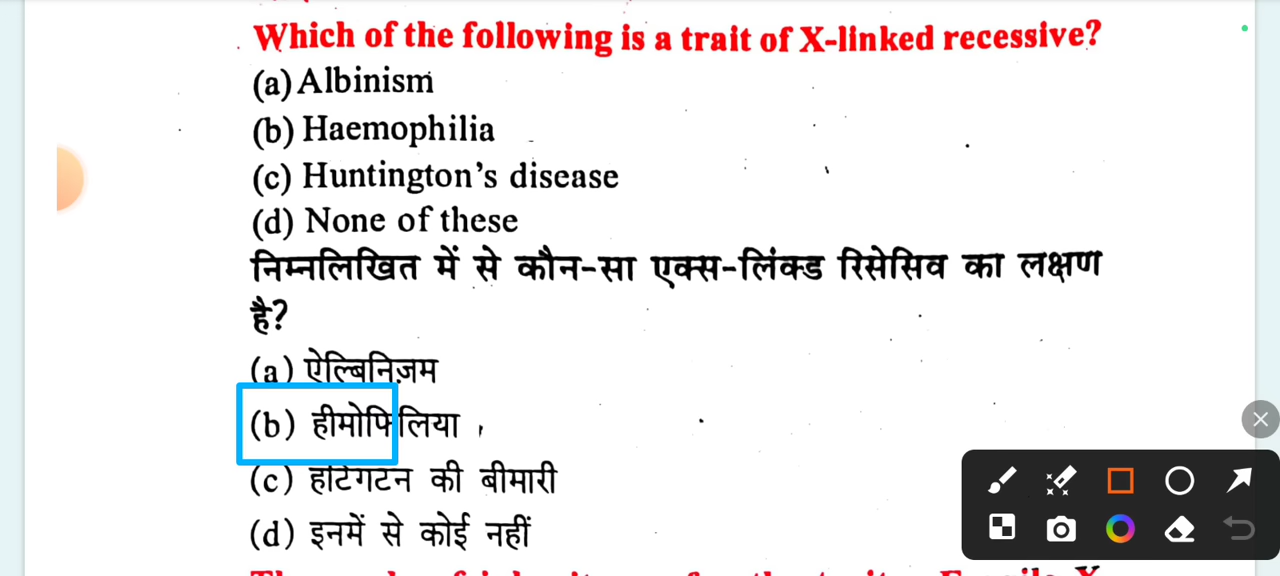 Which of the following is a trait of X-linked recessive?
(a) Albinism
(b) Haemophilia
(c) Huntington's disease
(d) None of these
निम्नलिखित में से कौन-सा एक्स-लिंक्ड रिसेसिव का लक्षण
है?
(a) ऐल्बिनिज़म
(b) हीमोफिलिया
(c) हटिंगटन की बीमारी
(d) इनमें से कोई नहीं